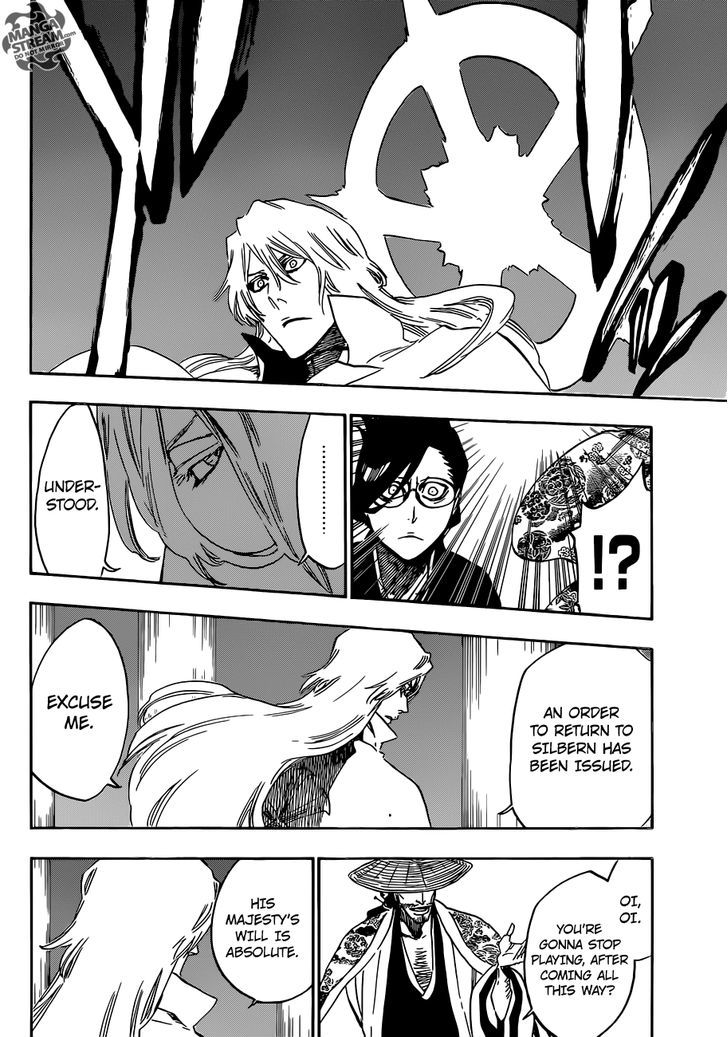 MANGA
STREAM
DO NOT MIRROR
!?
...........
UNDER-
STOOD.
AN ORDER
TO RETURN TO
SILBERN HAS
BEEN ISSUED.
EXCUSE
ME.
OI,
OI.
YOU'RE
GONNA STOP
PLAYING, AFTER
COMING ALL
THIS WAY?
HIS
MAJESTY'S
WILL IS
ABSOLUTE.